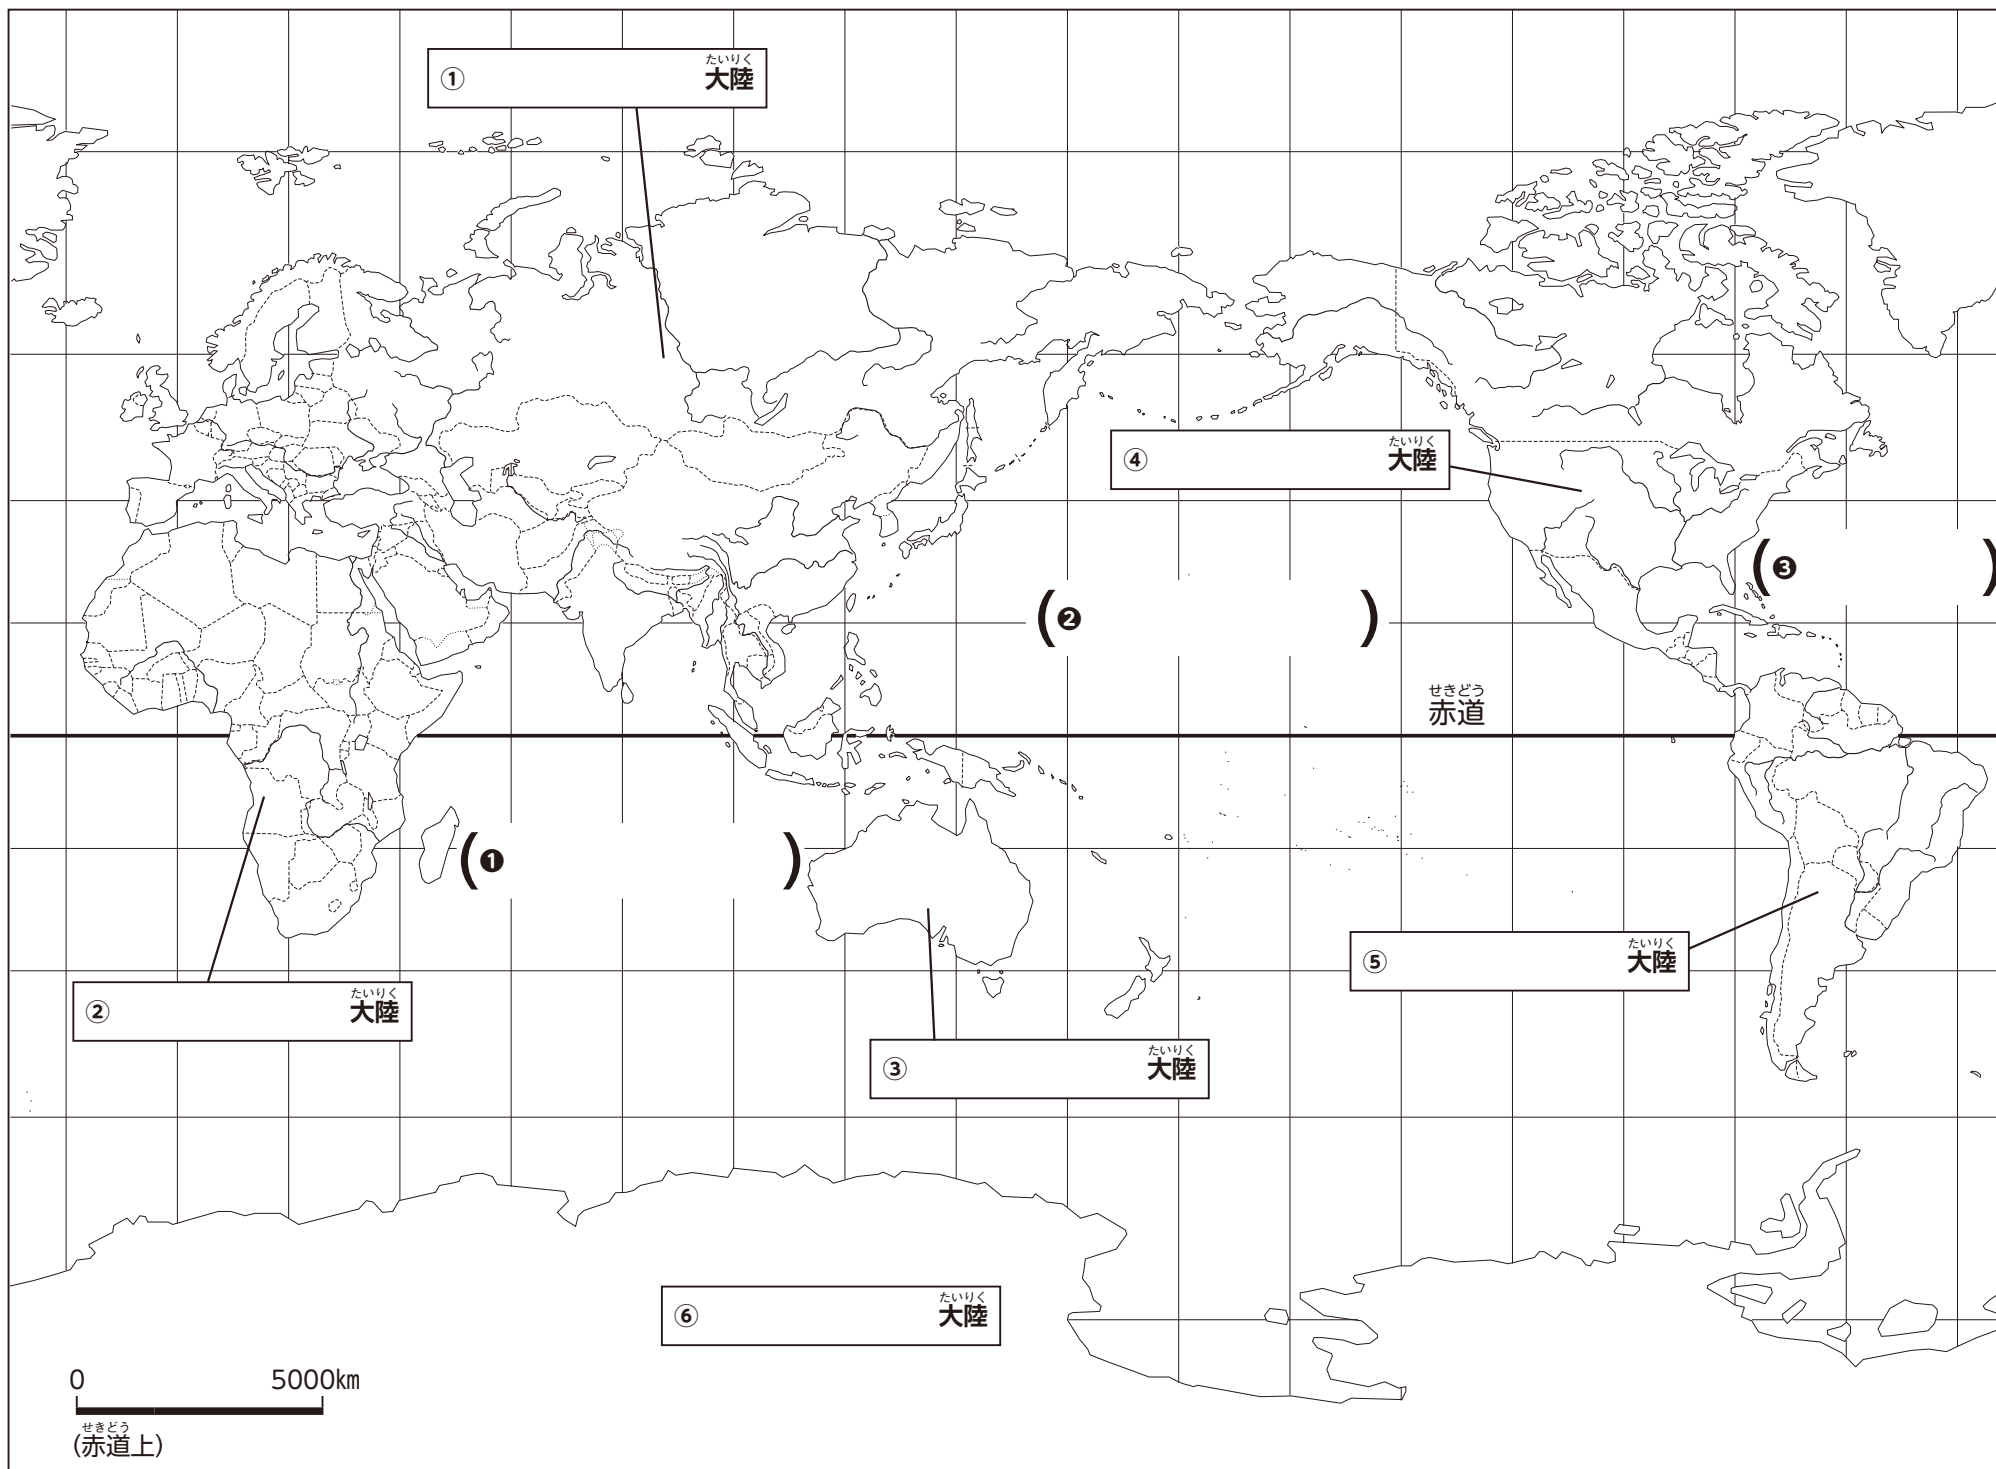 たいりく
① 大陸
たいりく
④ 大陸
(❸ )
(❷ )
せきどう
赤道
(❶ )
たいりく
⑤ 大陸
たいりく
② 大陸
たいりく
③ 大陸
たいりく
⑥ 大陸
0 5000km
せきどう
(赤道上)